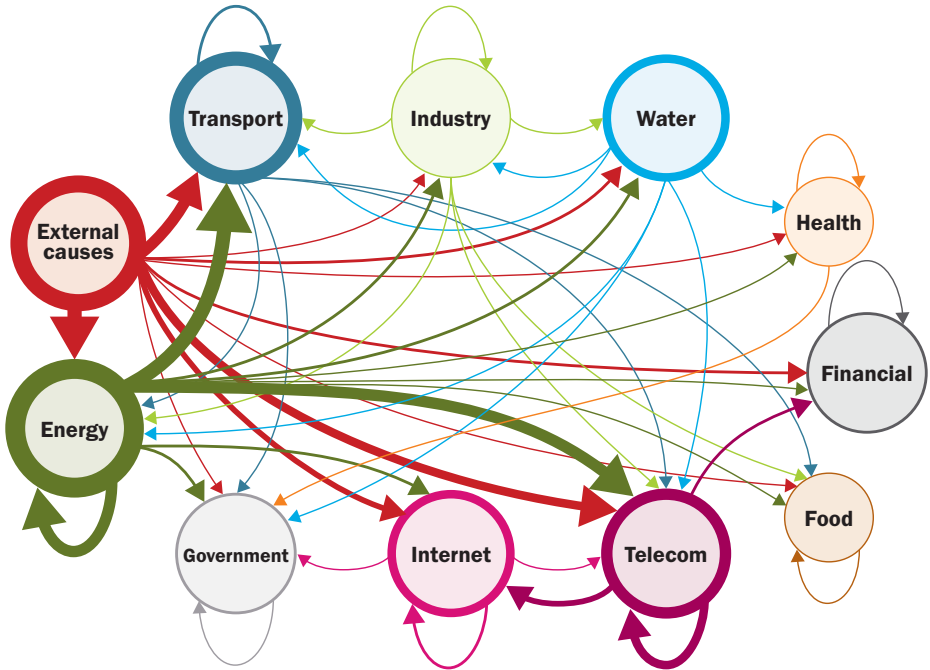 Transport
Industry
Water
External
causes
Health
Financial
Energy
Food
Government
Internet
Telecom